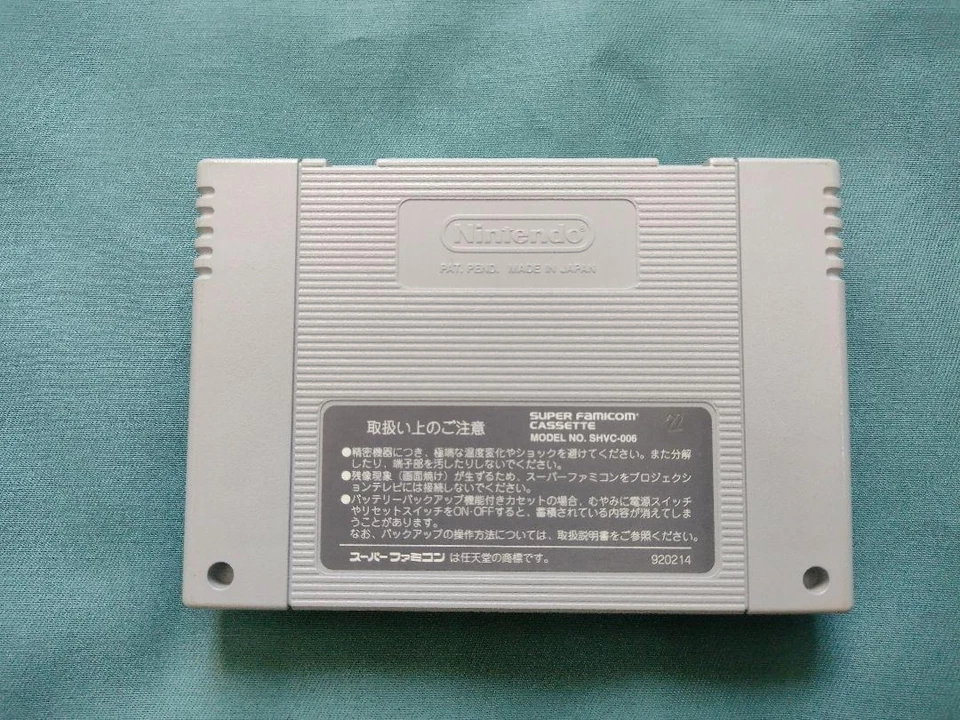 Nintendo®
PAT. PEND. MADE IN JAPAN
取扱い上のご注意
SUPER Famicom®
CASSETTE
MODEL NO. SHVC-006
22
●精密機器につき、極端な温度変化やショックを避けてください。また分解
したり、端子部を汚したりしないでください。
●残像現象（画面焼け）が生ずるため、スーパーファミコンをプロジェクシ
ョンテレビには接続しないでください。
●バッテリーバックアップ機能付きカセットの場合、むやみに電源スイッチ
やリセットスイッチをON・OFFすると、蓄積されている内容が消えてしま
うことがあります。
なお、バックアップの操作方法については、取扱説明書をご参照ください。
スーパーファミコン は任天堂の商標です。
920214